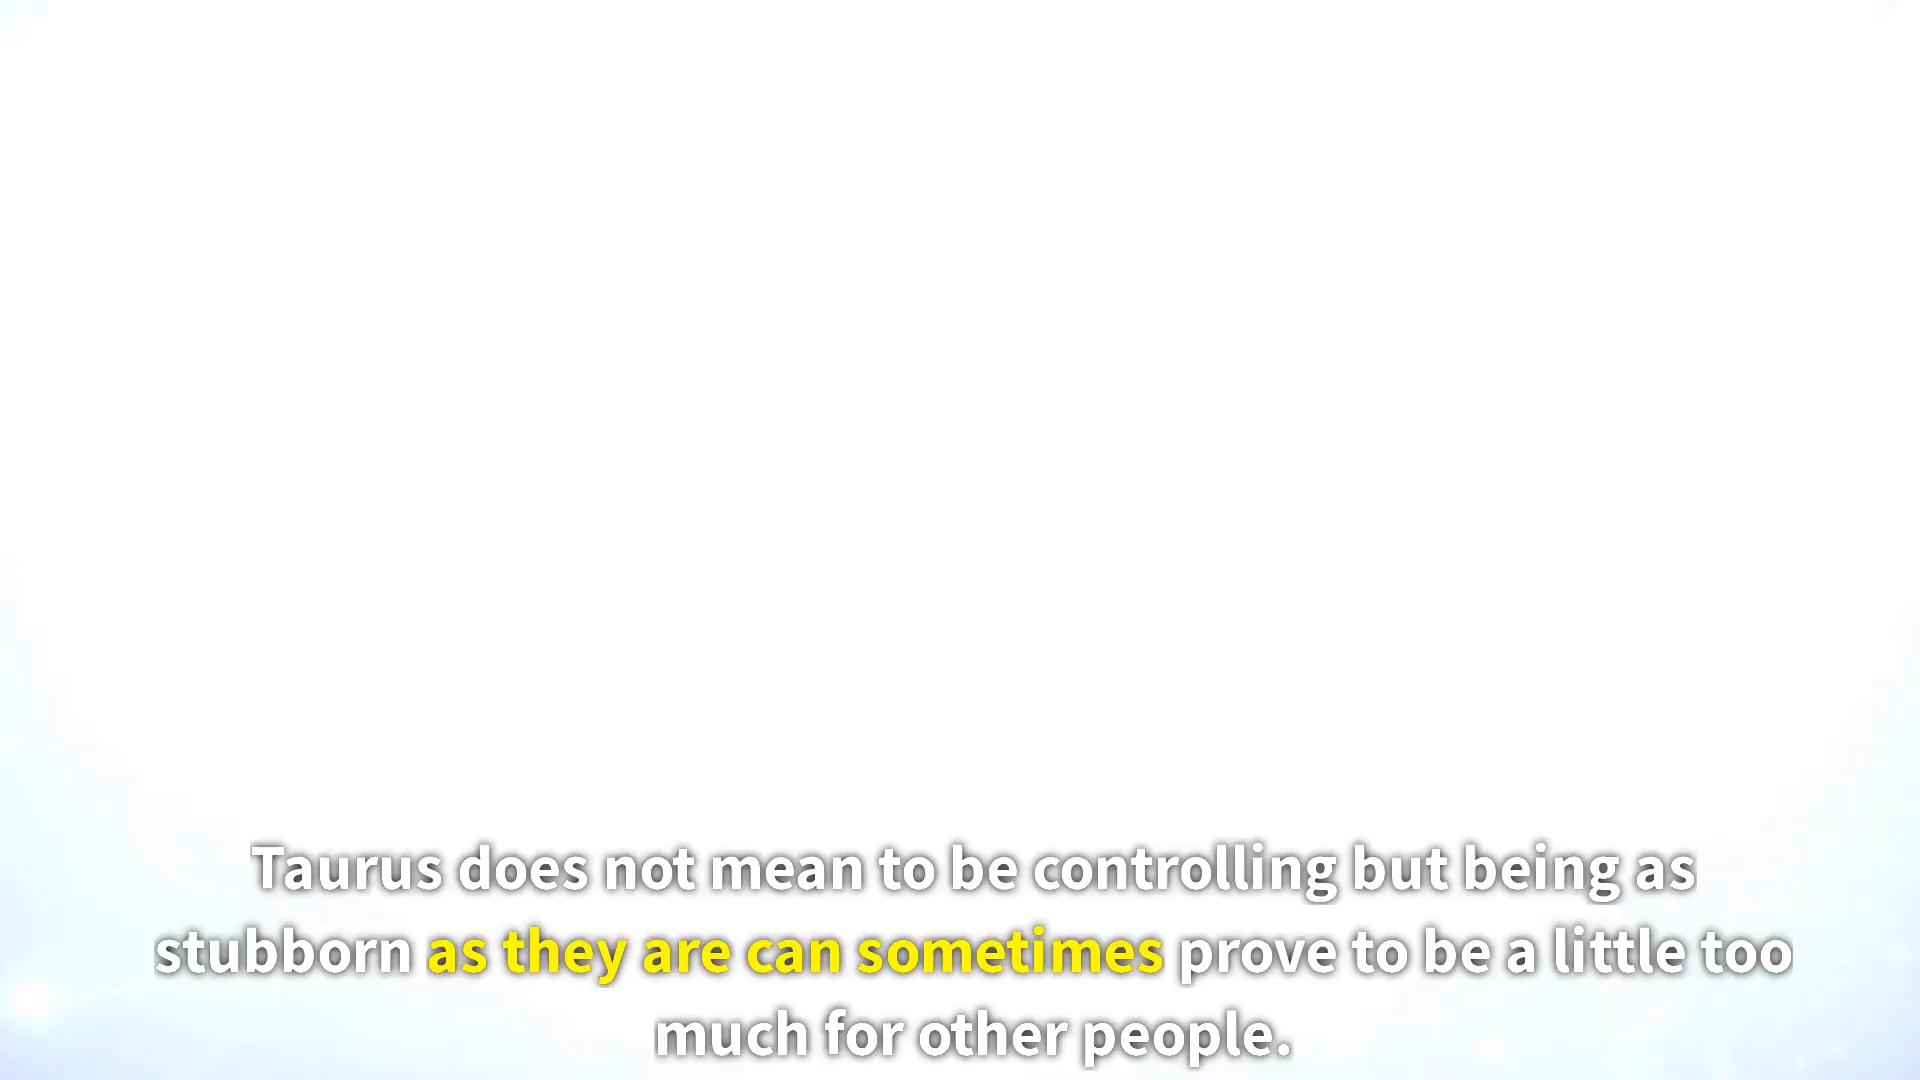 Taurus does not mean to be controlling but being as
stubborn as they are can sometimes prove to be a little too
much for other people.